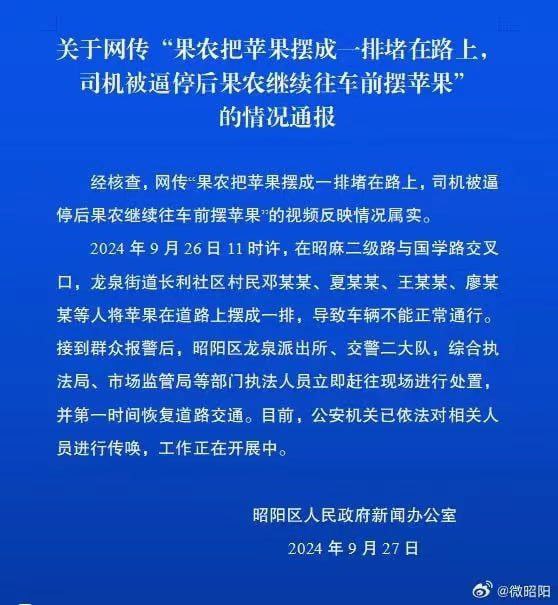 关于网传“果农把苹果摆成一排堵在路上，
司机被逼停后果农继续往车前摆苹果”
的情况通报
经核查，网传“果农把苹果摆成一排堵在路上，司机被逼
停后果农继续往车前摆苹果”的视频反映情况属实。
2024 年 9 月 26 日 11 时许，在昭麻二级路与国学路交叉
口，龙泉街道长利社区村民邓某某、夏某某、王某某、廖某
某等人将苹果在道路上摆成一排，导致车辆不能正常通行。
接到群众报警后，昭阳区龙泉派出所、交警二大队，综合执
法局、市场监管局等部门执法人员立即赶往现场进行处置，
并第一时间恢复道路交通。目前，公安机关已依法对相关人
员进行传唤，工作正在开展中。
昭阳区人民政府新闻办公室
2024 年 9 月 27 日
@微昭阳